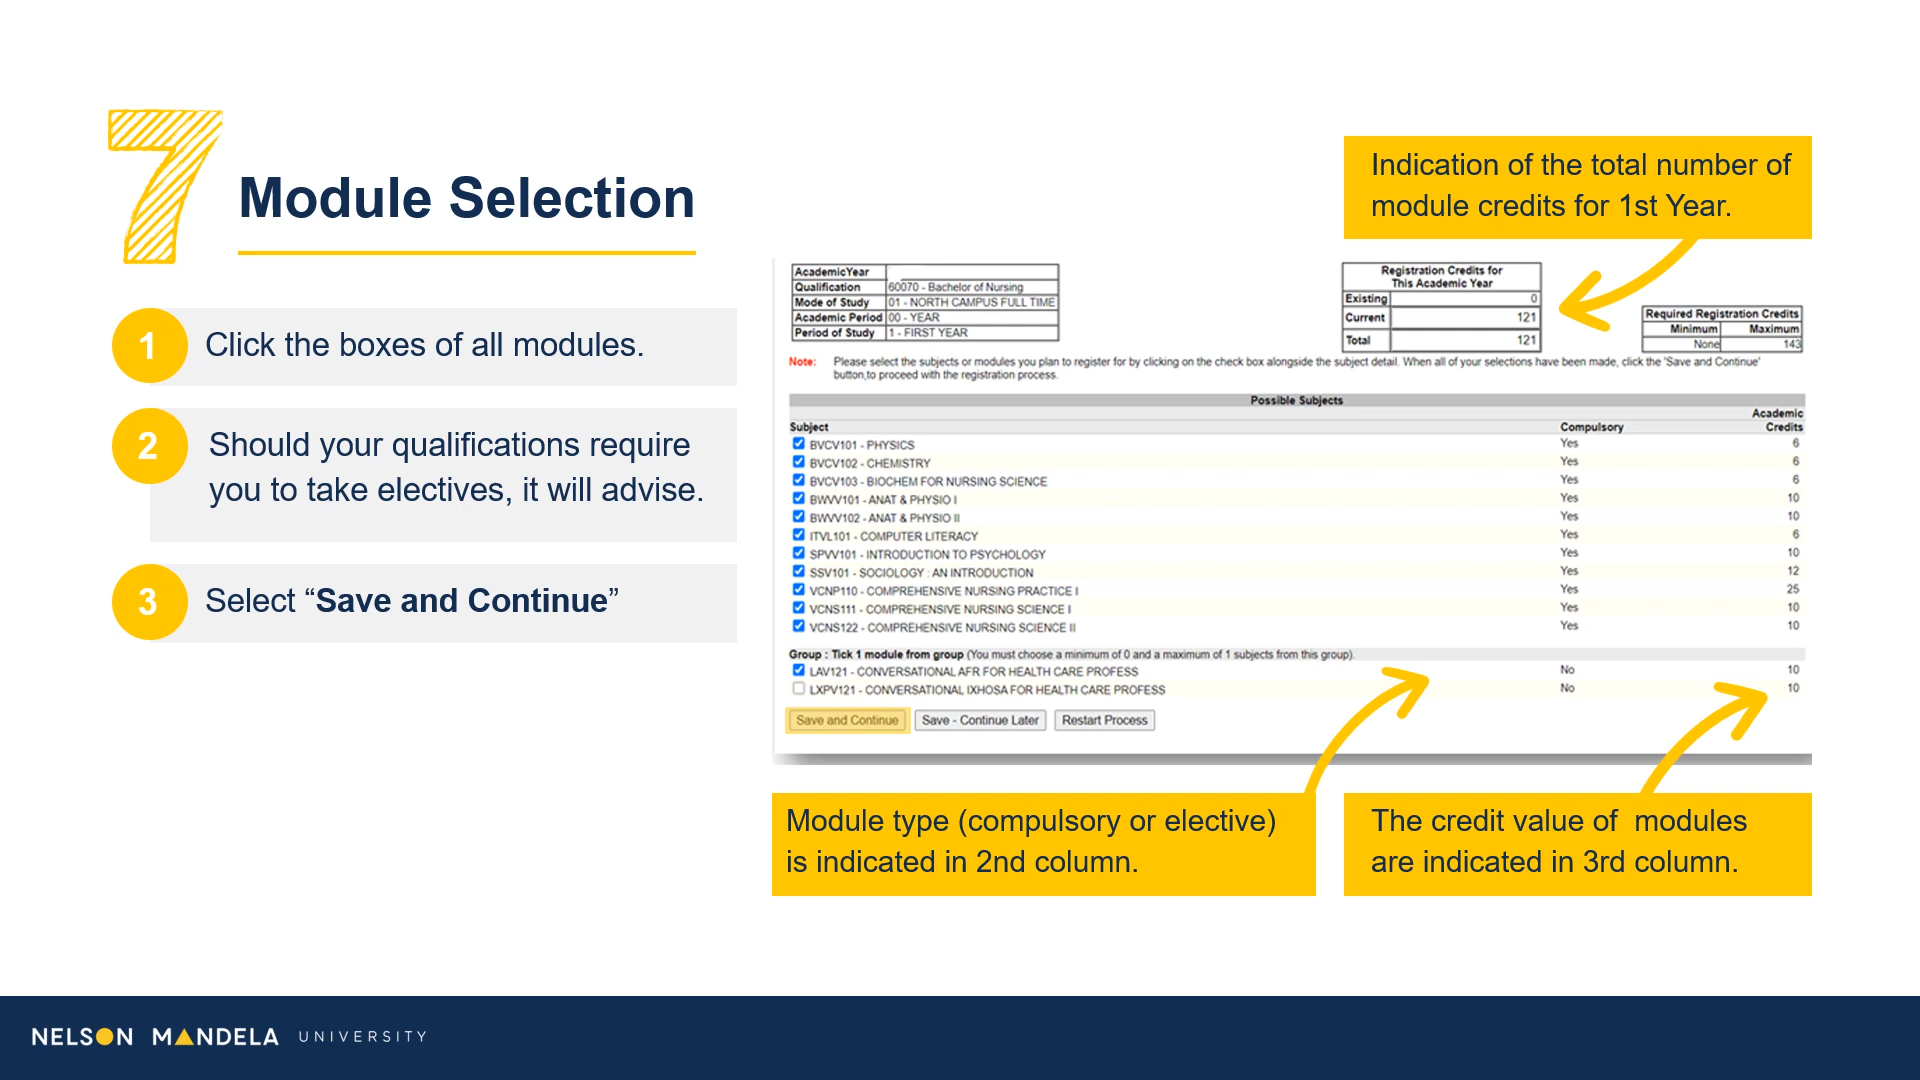 7
Module Selection
1
Click the boxes of all modules.
2
Should your qualifications require
you to take electives, it will advise.
3
Select “Save and Continue”
Indication of the total number of
module credits for 1st Year.
AcademicYear
Qualification 60070 - Bachelor of Nursing
Mode of Study 01 - NORTH CAMPUS FULL TIME
Academic Period 00 - YEAR
Period of Study 1 - FIRST YEAR
Registration Credits for
This Academic Year
Existing 0
Current 121
Total 121
Required Registration Credits
Minimum Maximum
None 143
Note: Please select the subjects or modules you plan to register for by clicking on the check box alongside the subject detail. When all of your selections have been made, click the 'Save and Continue'
button,to proceed with the registration process.
Possible Subjects
Subject Compulsory Academic Credits
BVCV101 - PHYSICS Yes 6
BVCV102 - CHEMISTRY Yes 6
BVCV103 - BIOCHEM FOR NURSING SCIENCE Yes 6
BWVV101 - ANAT & PHYSIO I Yes 10
BWVV102 - ANAT & PHYSIO II Yes 10
ITVL101 - COMPUTER LITERACY Yes 6
SPVV101 - INTRODUCTION TO PSYCHOLOGY Yes 10
SSV101 - SOCIOLOGY : AN INTRODUCTION Yes 12
VCNP110 - COMPREHENSIVE NURSING PRACTICE I Yes 25
VCNS111 - COMPREHENSIVE NURSING SCIENCE I Yes 10
VCNS122 - COMPREHENSIVE NURSING SCIENCE II Yes 10
Group : Tick 1 module from group (You must choose a minimum of 0 and a maximum of 1 subjects from this group).
LAV121 - CONVERSATIONAL AFR FOR HEALTH CARE PROFESS No 10
LXPV121 - CONVERSATIONAL IXHOSA FOR HEALTH CARE PROFESS No 10
Save and Continue Save - Continue Later Restart Process
Module type (compulsory or elective)
is indicated in 2nd column.
The credit value of  modules
are indicated in 3rd column.
NELSON MANDELA UNIVERSITY